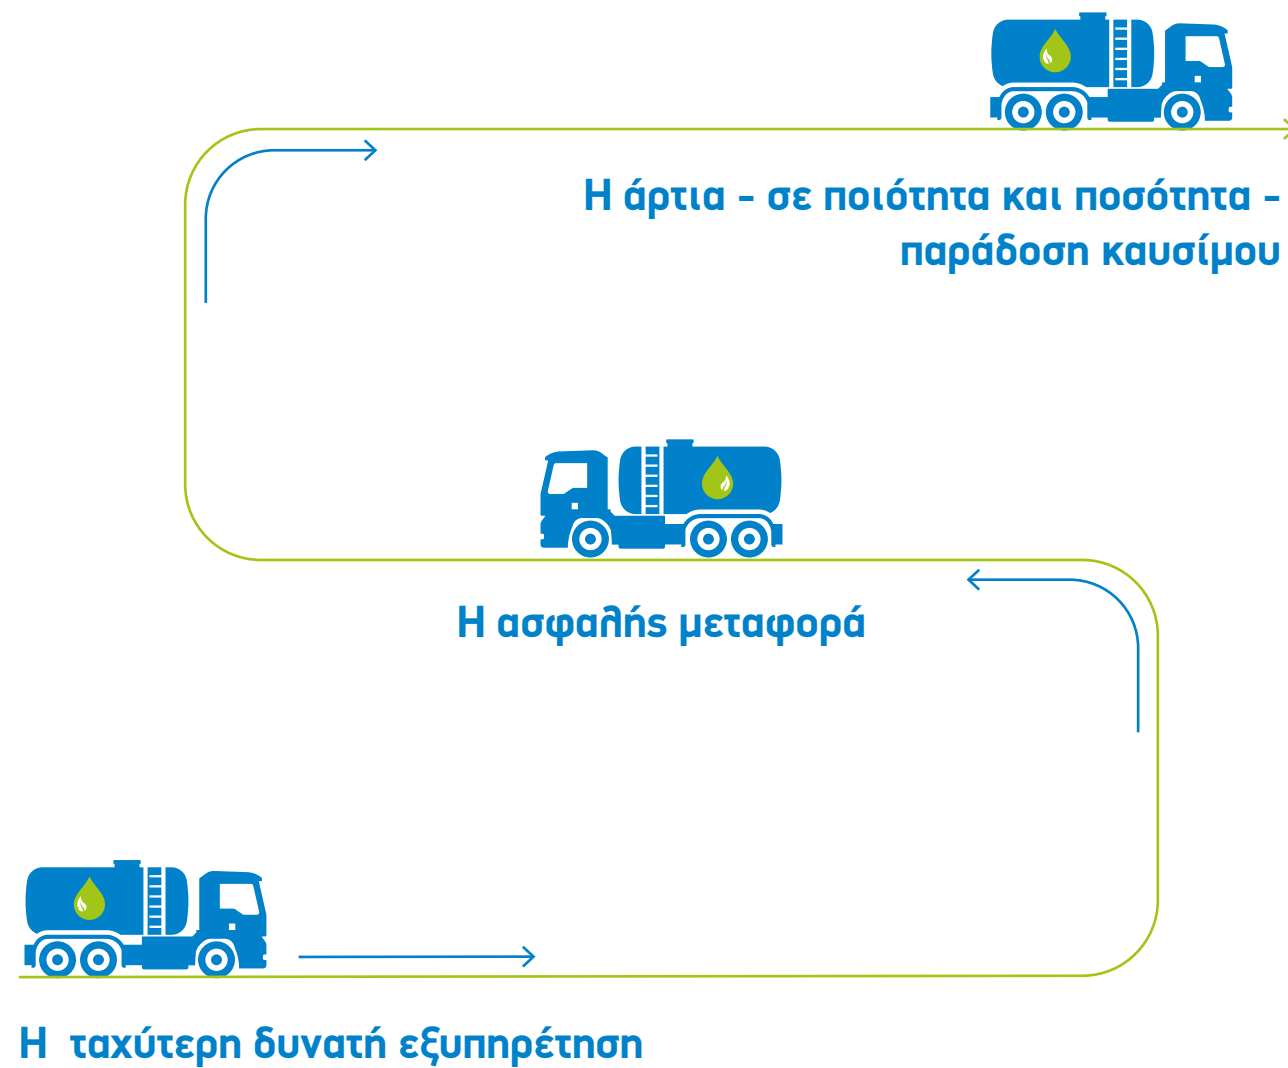 Η άρτια - σε ποιότητα και ποσότητα -
παράδοση καυσίμου
Η ασφαλής μεταφορά
Η ταχύτερη δυνατή εξυπηρέτηση